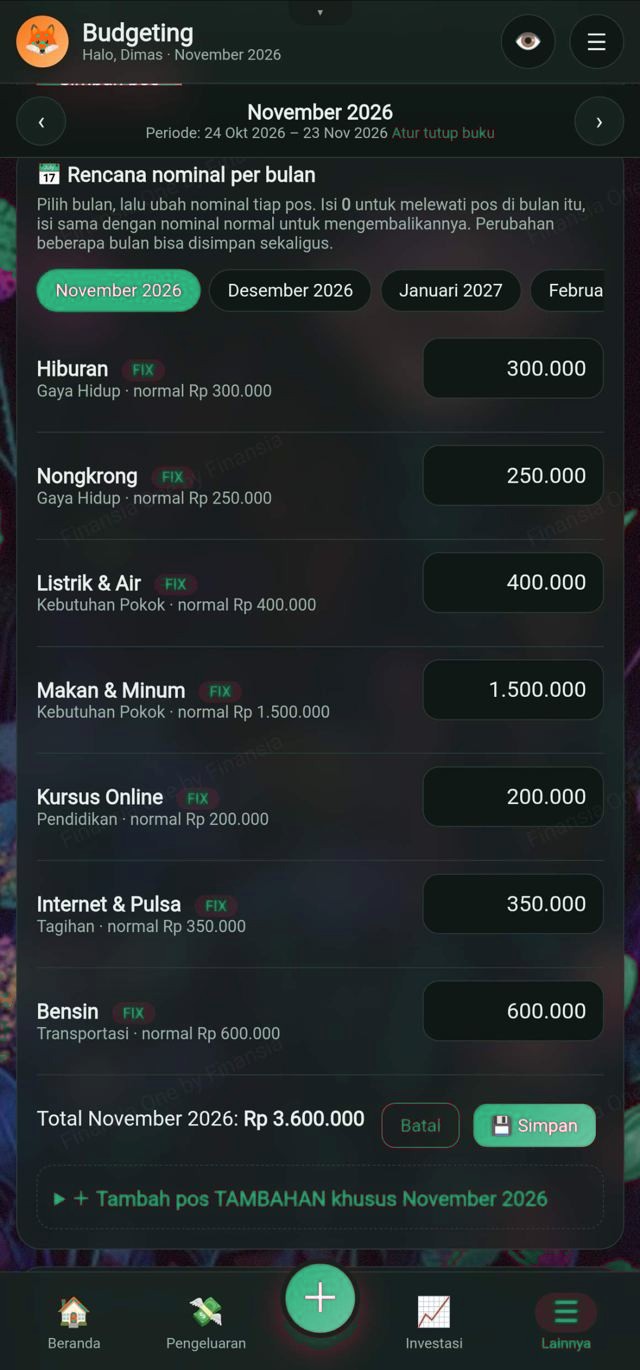 Budgeting
Halo, Dimas · November 2026
November 2026
Periode: 24 Okt 2026 – 23 Nov 2026 Atur tutup buku
Rencana nominal per bulan
Pilih bulan, lalu ubah nominal tiap pos. Isi 0 untuk melewati pos di bulan itu,
isi sama dengan nominal normal untuk mengembalikannya. Perubahan
beberapa bulan bisa disimpan sekaligus.
November 2026 Desember 2026 Januari 2027 Februa
Hiburan FIX 300.000
Gaya Hidup · normal Rp 300.000
Nongkrong FIX 250.000
Gaya Hidup · normal Rp 250.000
Listrik & Air FIX 400.000
Kebutuhan Pokok · normal Rp 400.000
Makan & Minum FIX 1.500.000
Kebutuhan Pokok · normal Rp 1.500.000
Kursus Online FIX 200.000
Pendidikan · normal Rp 200.000
Internet & Pulsa FIX 350.000
Tagihan · normal Rp 350.000
Bensin FIX 600.000
Transportasi · normal Rp 600.000
Total November 2026: Rp 3.600.000 Batal Simpan
+ Tambah pos TAMBAHAN khusus November 2026
Beranda Pengeluaran Investasi Lainnya